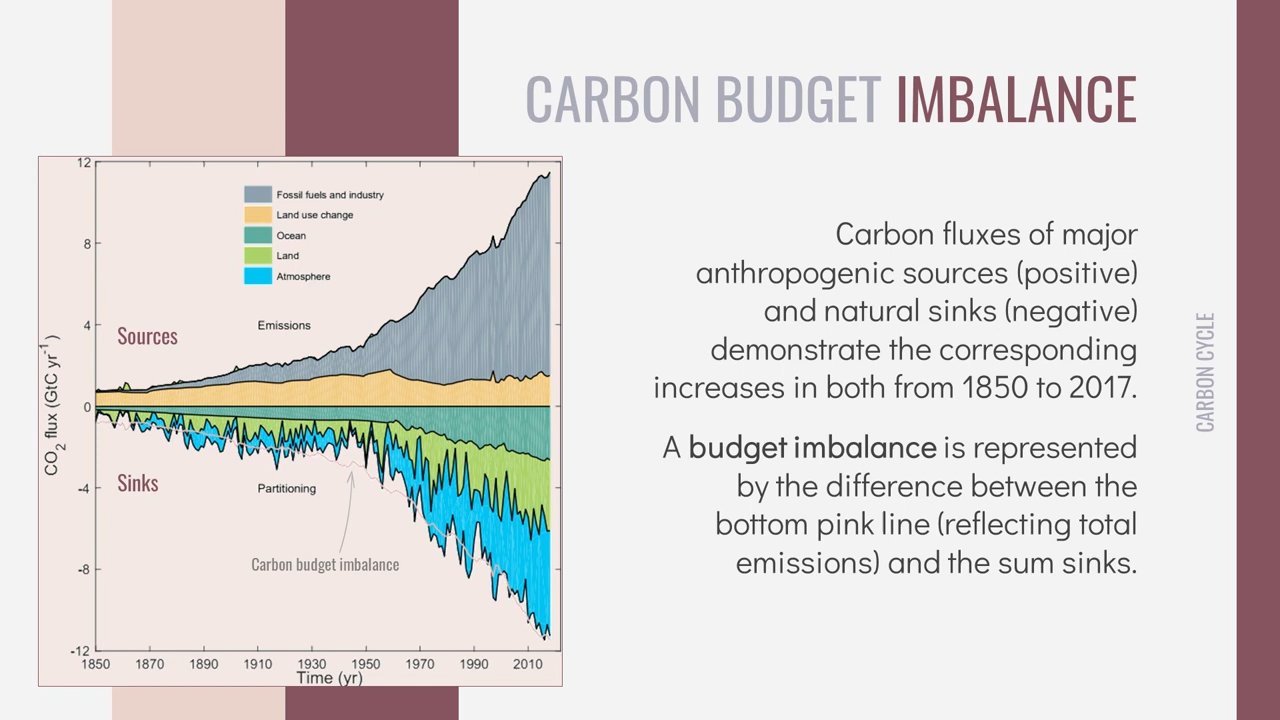 CARBON BUDGET IMBALANCE
12
8
4
0
-4
-8
-12
CO2 flux (GtC yr-1)
Fossil fuels and industry
Land use change
Ocean
Land
Atmosphere
Emissions
Sources
Sinks
Partitioning
Carbon budget imbalance
1850 1870 1890 1910 1930 1950 1970 1990 2010
Time (yr)
Carbon fluxes of major
anthropogenic sources (positive)
and natural sinks (negative)
demonstrate the corresponding
increases in both from 1850 to 2017.
A budget imbalance is represented
by the difference between the
bottom pink line (reflecting total
emissions) and the sum sinks.
CARBON CYCLE